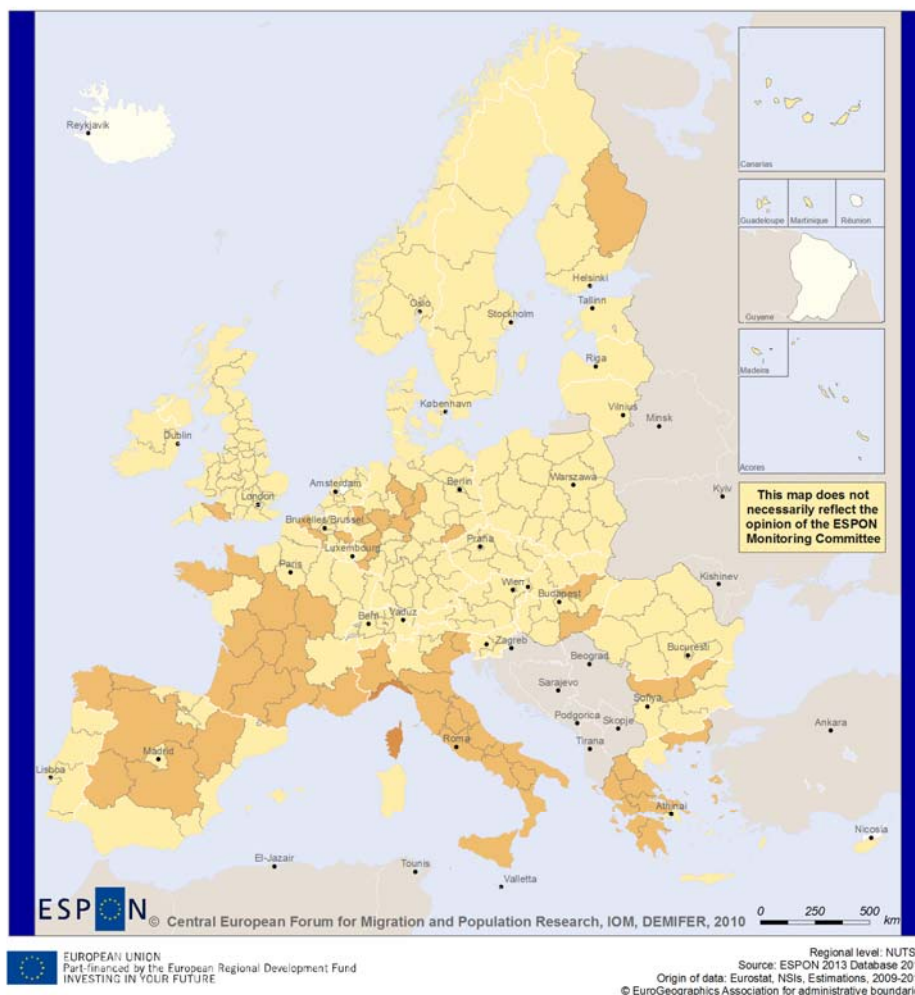 Reykjavik
Canarias
Guadeloupe
Martinique
Réunion
Guyane
Madeira
Acores
Helsinki
Tallinn
Oslo
Stockholm
Riga
København
Vilnius
Minsk
Dublin
Amsterdam
Berlin
Warszawa
London
Kyiv
Bruxelles/Brussel
This map does not
necessarily reflect the
opinion of the ESPON
Monitoring Committee
Luxembourg
Praha
Paris
Kishinev
Wien
Budapest
Bern
Vaduz
Zagreb
Bucuresti
Beograd
Sarajevo
Sofiya
Podgorica
Skopje
Ankara
Roma
Tirana
Madrid
Lisboa
Athinai
Nicosia
El-Jazair
Tounis
Valletta
ESPON
© Central European Forum for Migration and Population Research, IOM, DEMIFER, 2010
0 250 500
km
EUROPEAN UNION
Part-financed by the European Regional Development Fund
INVESTING IN YOUR FUTURE
Regional level: NUTS
Source: ESPON 2013 Database 201
Origin of data: Eurostat, NSIs, Estimations, 2009-201
© EuroGeographics Association for administrative boundarie